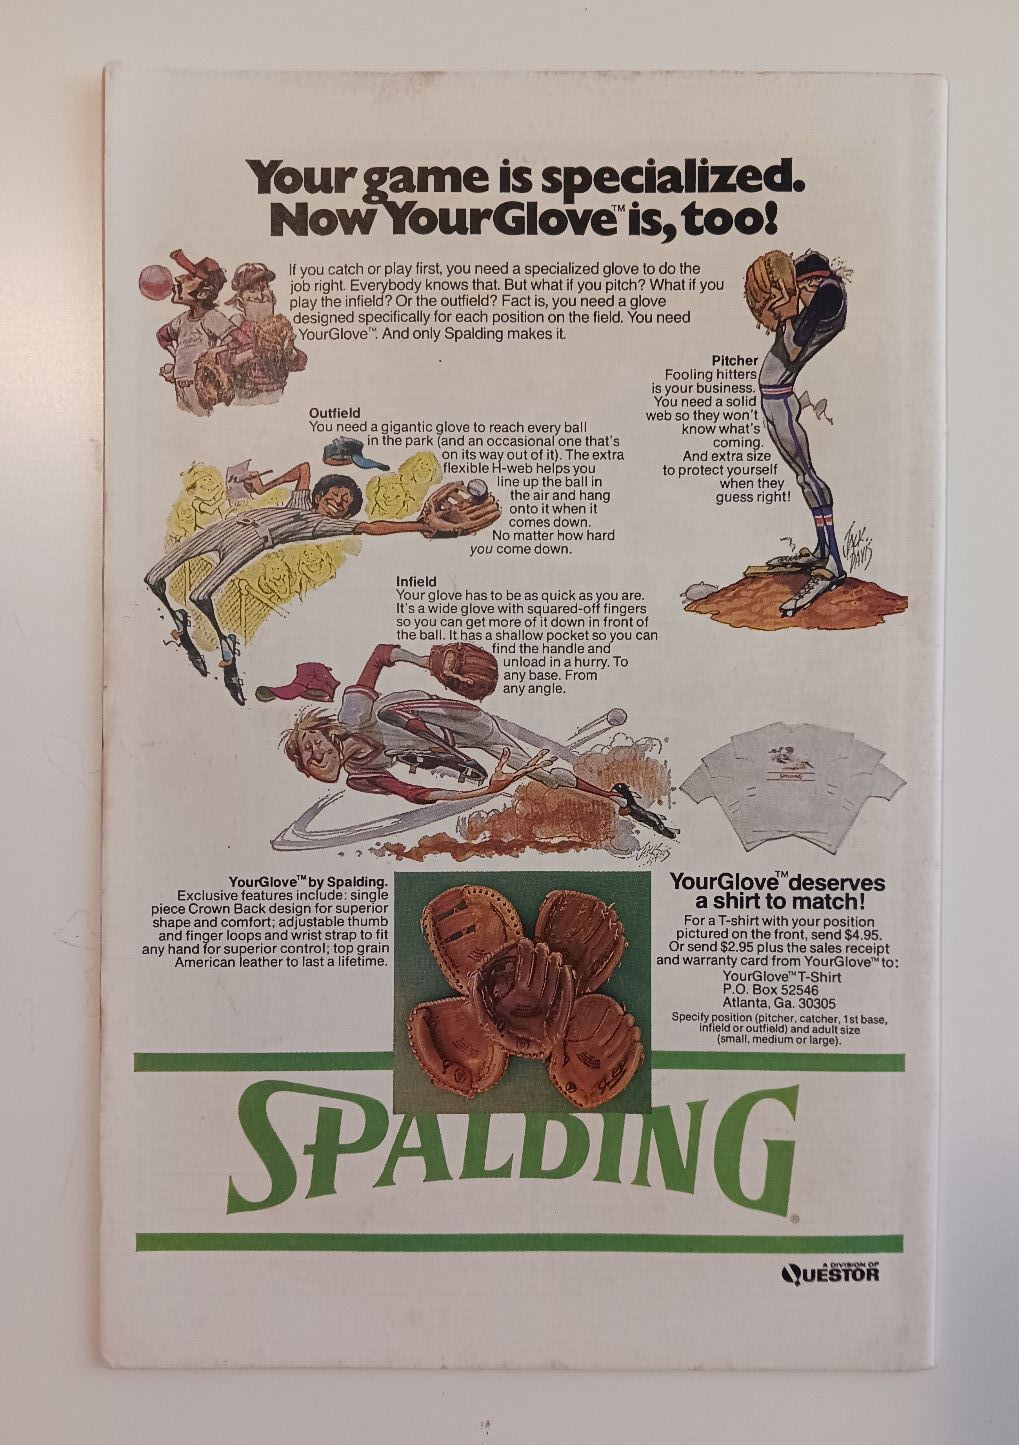 Your game is specialized.
Now YourGlove™ is, too!
If you catch or play first, you need a specialized glove to do the
job right. Everybody knows that. But what if you pitch? What if you
play the infield? Or the outfield? Fact is, you need a glove
designed specifically for each position on the field. You need
YourGlove™. And only Spalding makes it.
Pitcher
Fooling hitters
is your business.
You need a solid
web so they won't
know what's
coming.
And extra size
to protect yourself
when they
guess right!
JACK DAVIS
Outfield
You need a gigantic glove to reach every ball
in the park (and an occasional one that's
on its way out of it). The extra
flexible H-web helps you
line up the ball in
the air and hang
onto it when it
comes down.
No matter how hard
you come down.
Infield
Your glove has to be as quick as you are.
It's a wide glove with squared-off fingers
so you can get more of it down in front of
the ball. It has a shallow pocket so you can
find the handle and
unload in a hurry. To
any base. From
any angle.
JACK DAVIS
SPALDING
YourGlove™ by Spalding.
Exclusive features include: single
piece Crown Back design for superior
shape and comfort; adjustable thumb
and finger loops and wrist strap to fit
any hand for superior control; top grain
American leather to last a lifetime.
YourGlove™ deserves
a shirt to match!
For a T-shirt with your position
pictured on the front, send $4.95.
Or send $2.95 plus the sales receipt
and warranty card from YourGlove™ to:
YourGlove™ T-Shirt
P.O. Box 52546
Atlanta, Ga. 30305
Specify position (pitcher, catcher, 1st base,
infield or outfield) and adult size
(small, medium or large).
SPALDING®
A DIVISION OF
QUESTOR